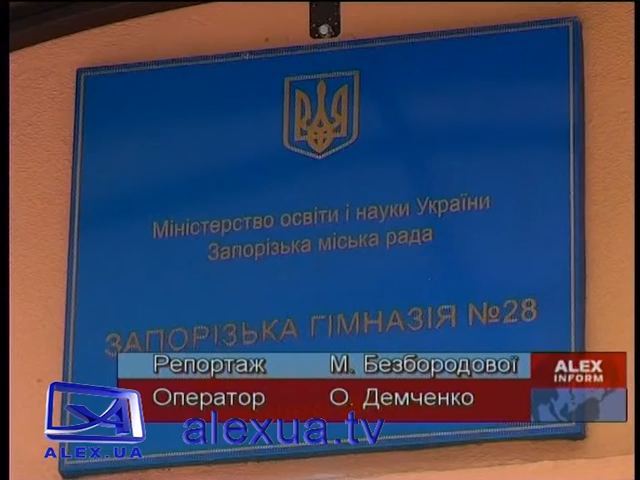 Міністерство освіти і науки України
Запорізька міська рада
ЗАПОРІЗЬКА ГІМНАЗІЯ №28
Репортаж М. Безбородової
Оператор О. Демченко
ALEX
INFORM
alexua.tv
ALEX.UA